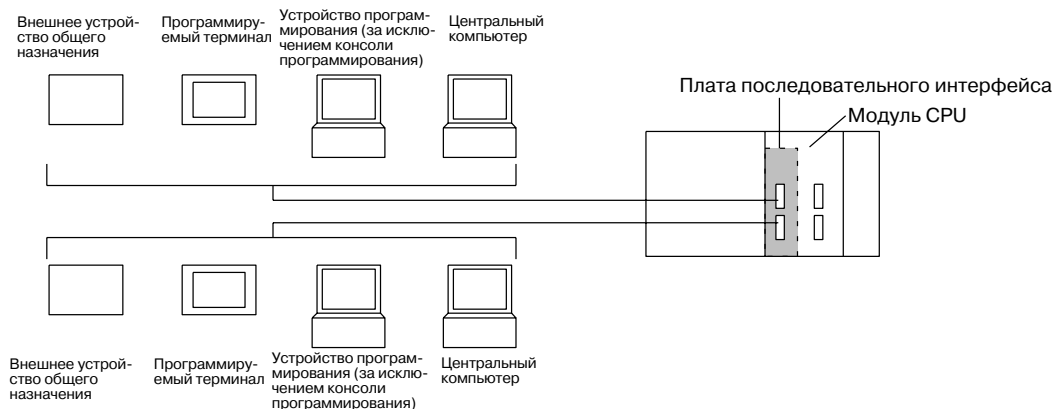 Внешнее устрой-
ство общего
назначения
Программиру-
емый терминал
Устройство програм-
мирования (за исклю-
чением консоли
программирования)
Центральный
компьютер
Плата последовательного интерфейса
Модуль CPU
Внешнее устрой-
ство общего
назначения
Программиру-
емый терминал
Устройство програм-
мирования (за исклю-
чением консоли
программирования)
Центральный
компьютер